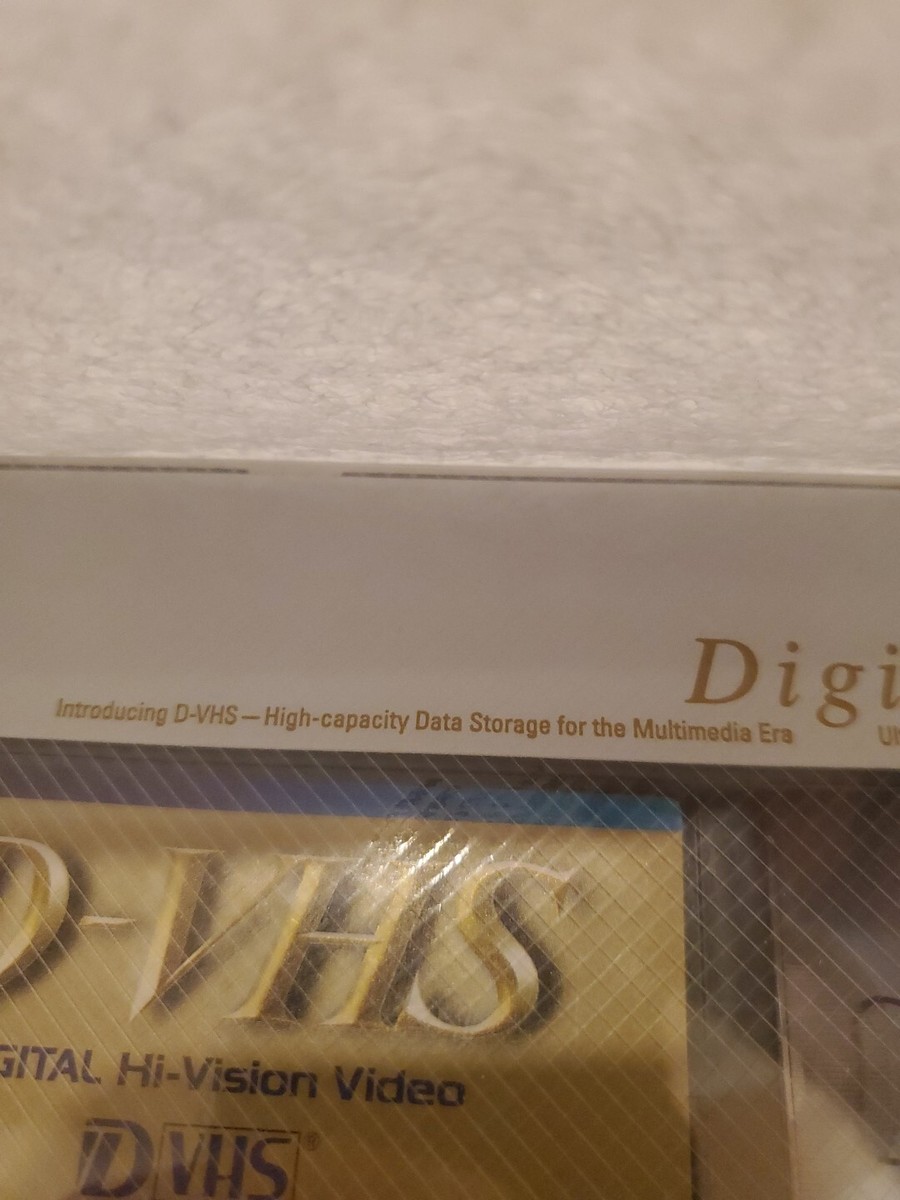 Digi
Introducing D-VHS — High-capacity Data Storage for the Multimedia Era
D-VHS
GITAL Hi-Vision Video
D VHS ®